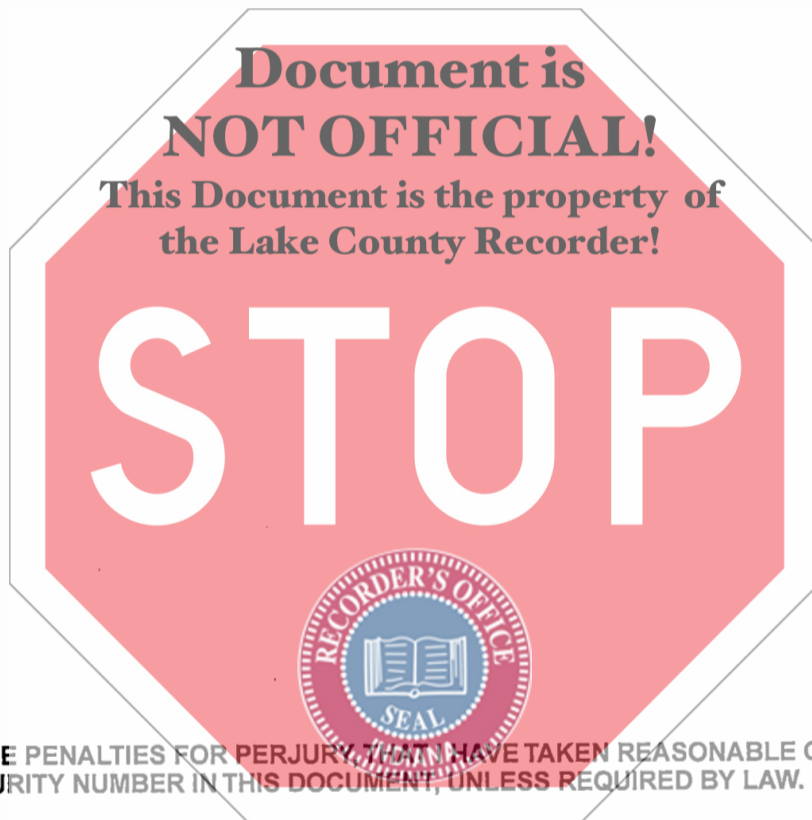 Document is
NOT OFFICIAL!
This Document is the property of
the Lake County Recorder!
STOP
RECORDER'S OFFICE
SEAL
E PENALTIES FOR PERJURY, THAT I HAVE TAKEN REASONABLE
RITY NUMBER IN THIS DOCUMENT, UNLESS REQUIRED BY LAW.